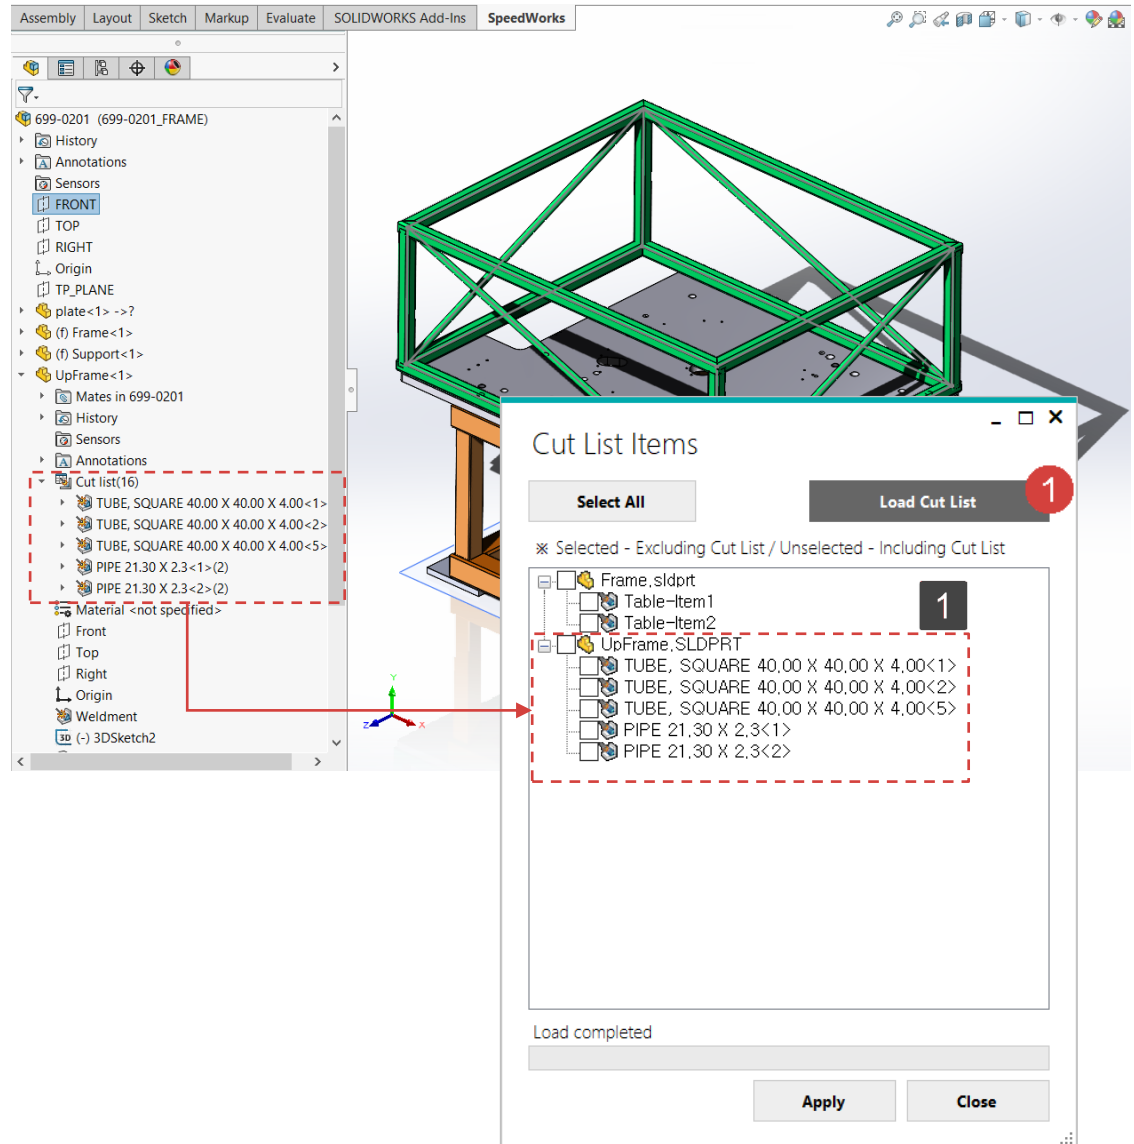 Assembly Layout Sketch Markup Evaluate SOLIDWORKS Add-Ins SpeedWorks
699-0201 (699-0201_FRAME)
History
Annotations
Sensors
FRONT
TOP
RIGHT
Origin
TP_PLANE
plate<1> ->?
(f) Frame<1>
(f) Support<1>
UpFrame<1>
Mates in 699-0201
History
Sensors
Annotations
Cut list(16)
TUBE, SQUARE 40.00 X 40.00 X 4.00<1>
TUBE, SQUARE 40.00 X 40.00 X 4.00<2>
TUBE, SQUARE 40.00 X 40.00 X 4.00<5>
PIPE 21.30 X 2.3<1>(2)
PIPE 21.30 X 2.3<2>(2)
Material <not specified>
Front
Top
Right
Origin
Weldment
3D (-) 3DSketch2
Y
Z X
Cut List Items
Select All Load Cut List 1
※ Selected - Excluding Cut List / Unselected - Including Cut List
Frame.sldprt
Table-Item1 1
Table-Item2
UpFrame.SLDPRT
TUBE, SQUARE 40.00 X 40.00 X 4.00<1>
TUBE, SQUARE 40.00 X 40.00 X 4.00<2>
TUBE, SQUARE 40.00 X 40.00 X 4.00<5>
PIPE 21.30 X 2.3<1>
PIPE 21.30 X 2.3<2>
Load completed
Apply Close